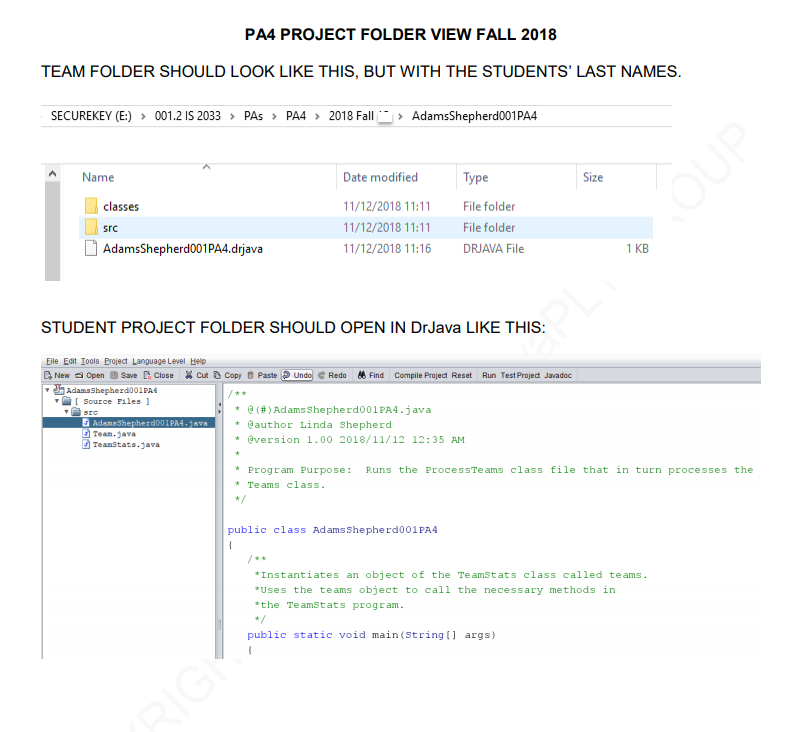 PA4 PROJECT FOLDER VIEW FALL 2018
TEAM FOLDER SHOULD LOOK LIKE THIS, BUT WITH THE STUDENTS’ LAST NAMES.
SECUREKEY (E:) > 001.2 IS 2033 > PAs > PA4 > 2018 Fall > AdamsShepherd001PA4
Name Date modified Type Size
classes 11/12/2018 11:11 File folder
src 11/12/2018 11:11 File folder
AdamsShepherd001PA4.drjava 11/12/2018 11:16 DRJAVA File 1 KB
STUDENT PROJECT FOLDER SHOULD OPEN IN DrJava LIKE THIS:
File Edit Tools Project Language Level Help
New Open Save Close Cut Copy Paste Undo Redo Find Compile Project Reset Run Test Project Javadoc
AdamsShepherd001PA4
[ Source Files ]
src
AdamsShepherd001PA4.java
Team.java
TeamStats.java
/**
* @(#)AdamsShepherd001PA4.java
* @author Linda Shepherd
* @version 1.00 2018/11/12 12:35 AM
*
* Program Purpose: Runs the ProcessTeams class file that in turn processes the
* Teams class.
*/
public class AdamsShepherd001PA4
{
/**
*Instantiates an object of the TeamStats class called teams.
*Uses the teams object to call the necessary methods in
*the TeamStats program.
*/
public static void main(String[] args)
{